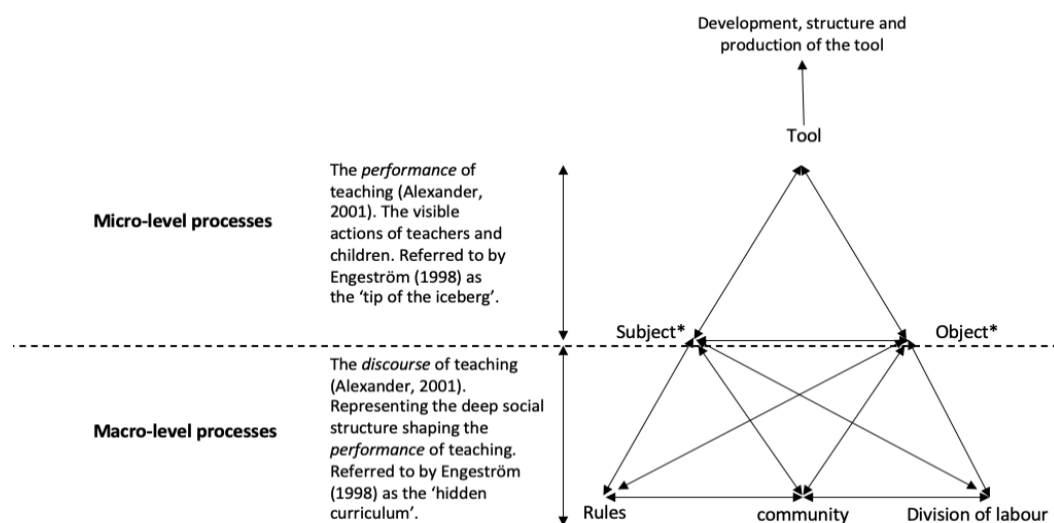 Development, structure and
production of the tool
Tool
The performance of
teaching (Alexander,
2001). The visible
actions of teachers and
children. Referred to by
Engeström (1998) as
the ‘tip of the iceberg’.
Micro-level processes
Subject*
Object*
The discourse of teaching
(Alexander, 2001).
Representing the deep social
structure shaping the
performance of teaching.
Referred to by Engeström
(1998) as the ‘hidden
curriculum’.
Macro-level processes
Rules
community
Division of labour